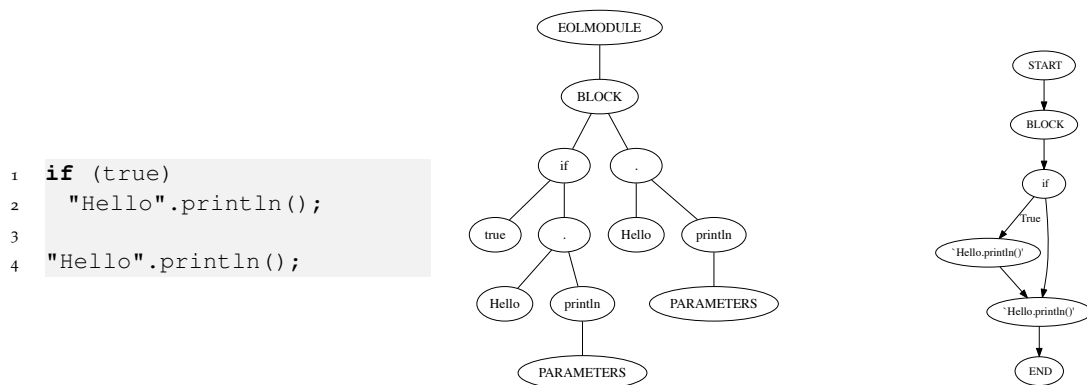 1 if (true)
2 "Hello".println();
3
4 "Hello".println();
EOLMODULE
BLOCK
if .
true . Hello println
Hello println PARAMETERS
PARAMETERS
START
BLOCK
if
True
`Hello.println()'
`Hello.println()'
END